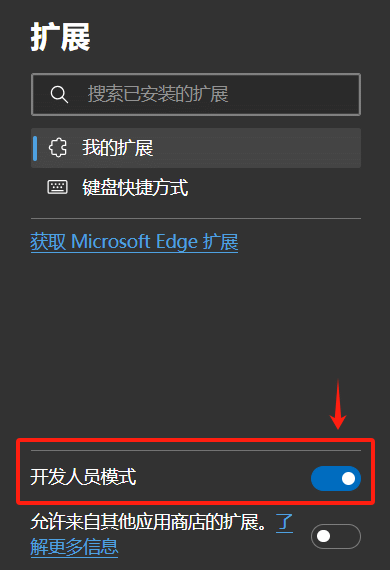 扩展
搜索已安装的扩展
我的扩展
键盘快捷方式
获取 Microsoft Edge 扩展
开发人员模式
允许来自其他应用商店的扩展。了
解更多信息